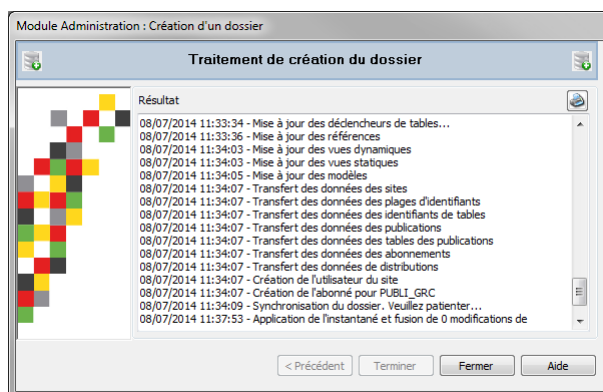 Module Administration : Création d'un dossier
Traitement de création du dossier
Résultat
08/07/2014 11:33:34 - Mise à jour des déclencheurs de tables...
08/07/2014 11:33:36 - Mise à jour des références
08/07/2014 11:34:03 - Mise à jour des vues dynamiques
08/07/2014 11:34:03 - Mise à jour des vues statiques
08/07/2014 11:34:05 - Mise à jour des modèles
08/07/2014 11:34:07 - Transfert des données des sites
08/07/2014 11:34:07 - Transfert des données des plages d'identifiants
08/07/2014 11:34:07 - Transfert des données des identifiants de tables
08/07/2014 11:34:07 - Transfert des données des publications
08/07/2014 11:34:07 - Transfert des données des tables des publications
08/07/2014 11:34:07 - Transfert des données des abonnements
08/07/2014 11:34:07 - Transfert des données de distributions
08/07/2014 11:34:07 - Création de l'utilisateur du site
08/07/2014 11:34:07 - Création de l'abonné pour PUBLI_GRC
08/07/2014 11:34:09 - Synchronisation du dossier. Veuillez patienter...
08/07/2014 11:37:53 - Application de l'instantané et fusion de 0 modifications de
< Précédent
Terminer
Fermer
Aide